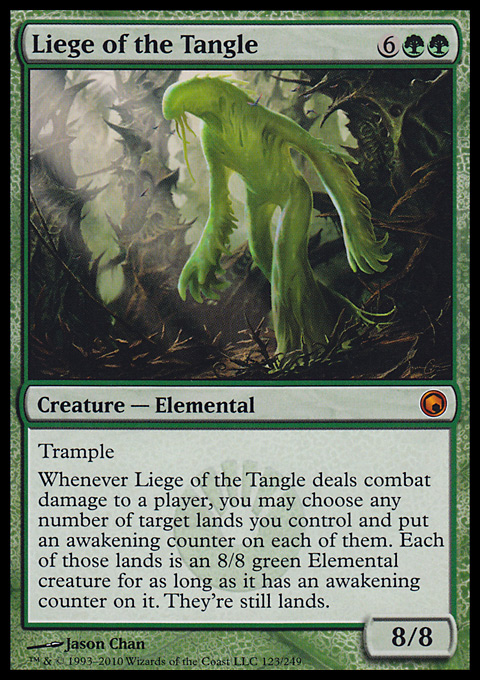 Liege of the Tangle 6
Creature — Elemental
Trample
Whenever Liege of the Tangle deals combat
damage to a player, you may choose any
number of target lands you control and put
an awakening counter on each of them. Each
of those lands is an 8/8 green Elemental
creature for as long as it has an awakening
counter on it. They're still lands.
Jason Chan
8/8
™ & © 1993–2010 Wizards of the Coast LLC 123/249